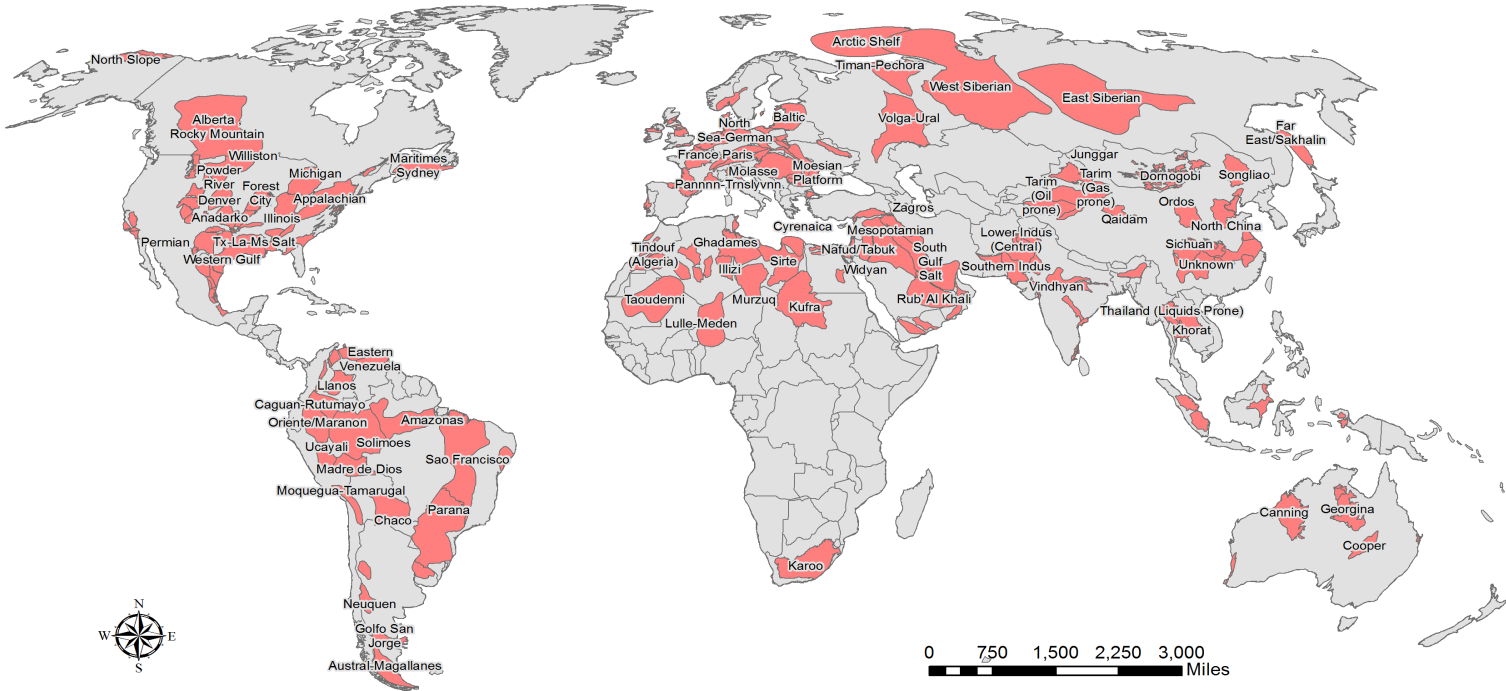 North Slope
Alberta
Rocky Mountain
Williston
Powder
River
Denver
Anadarko
Forest
City
Illinois
Michigan
Appalachian
Maritimes
Sydney
Permian
Tx-La-Ms Salt
Western Gulf
Eastern
Venezuela
Llanos
Caguan-Rutumayo
Oriente/Maranon
Amazonas
Ucayali
Solimoes
Sao Francisco
Madre de Dios
Moquegua-Tamarugal
Chaco
Parana
Neuquen
Golfo San
Jorge
Austral-Magallanes
Arctic Shelf
Timan-Pechora
West Siberian
East Siberian
Volga-Ural
Baltic
North
Sea-German
France Paris
Molasse
Moesian
Platform
Pannnn-Trnslyvnn
Zagros
Cyrenaica
Mesopotamian
Tindouf
(Algeria)
Ghadames
Illizi
Sirte
Nafud/Tabuk
Widyan
South
Gulf
Salt
Rub' Al Khali
Taoudenni
Murzuq
Kufra
Lulle-Meden
Karoo
Far
East/Sakhalin
Junggar
Dornogobi
Songliao
Tarim
(Oil
prone)
Tarim
(Gas
prone)
Qaidam
Ordos
North China
Sichuan
Unknown
Lower Indus
(Central)
Southern Indus
Vindhyan
Thailand (Liquids Prone)
Khorat
Canning
Georgina
Cooper
N
W
E
S
0 750 1,500 2,250 3,000
Miles